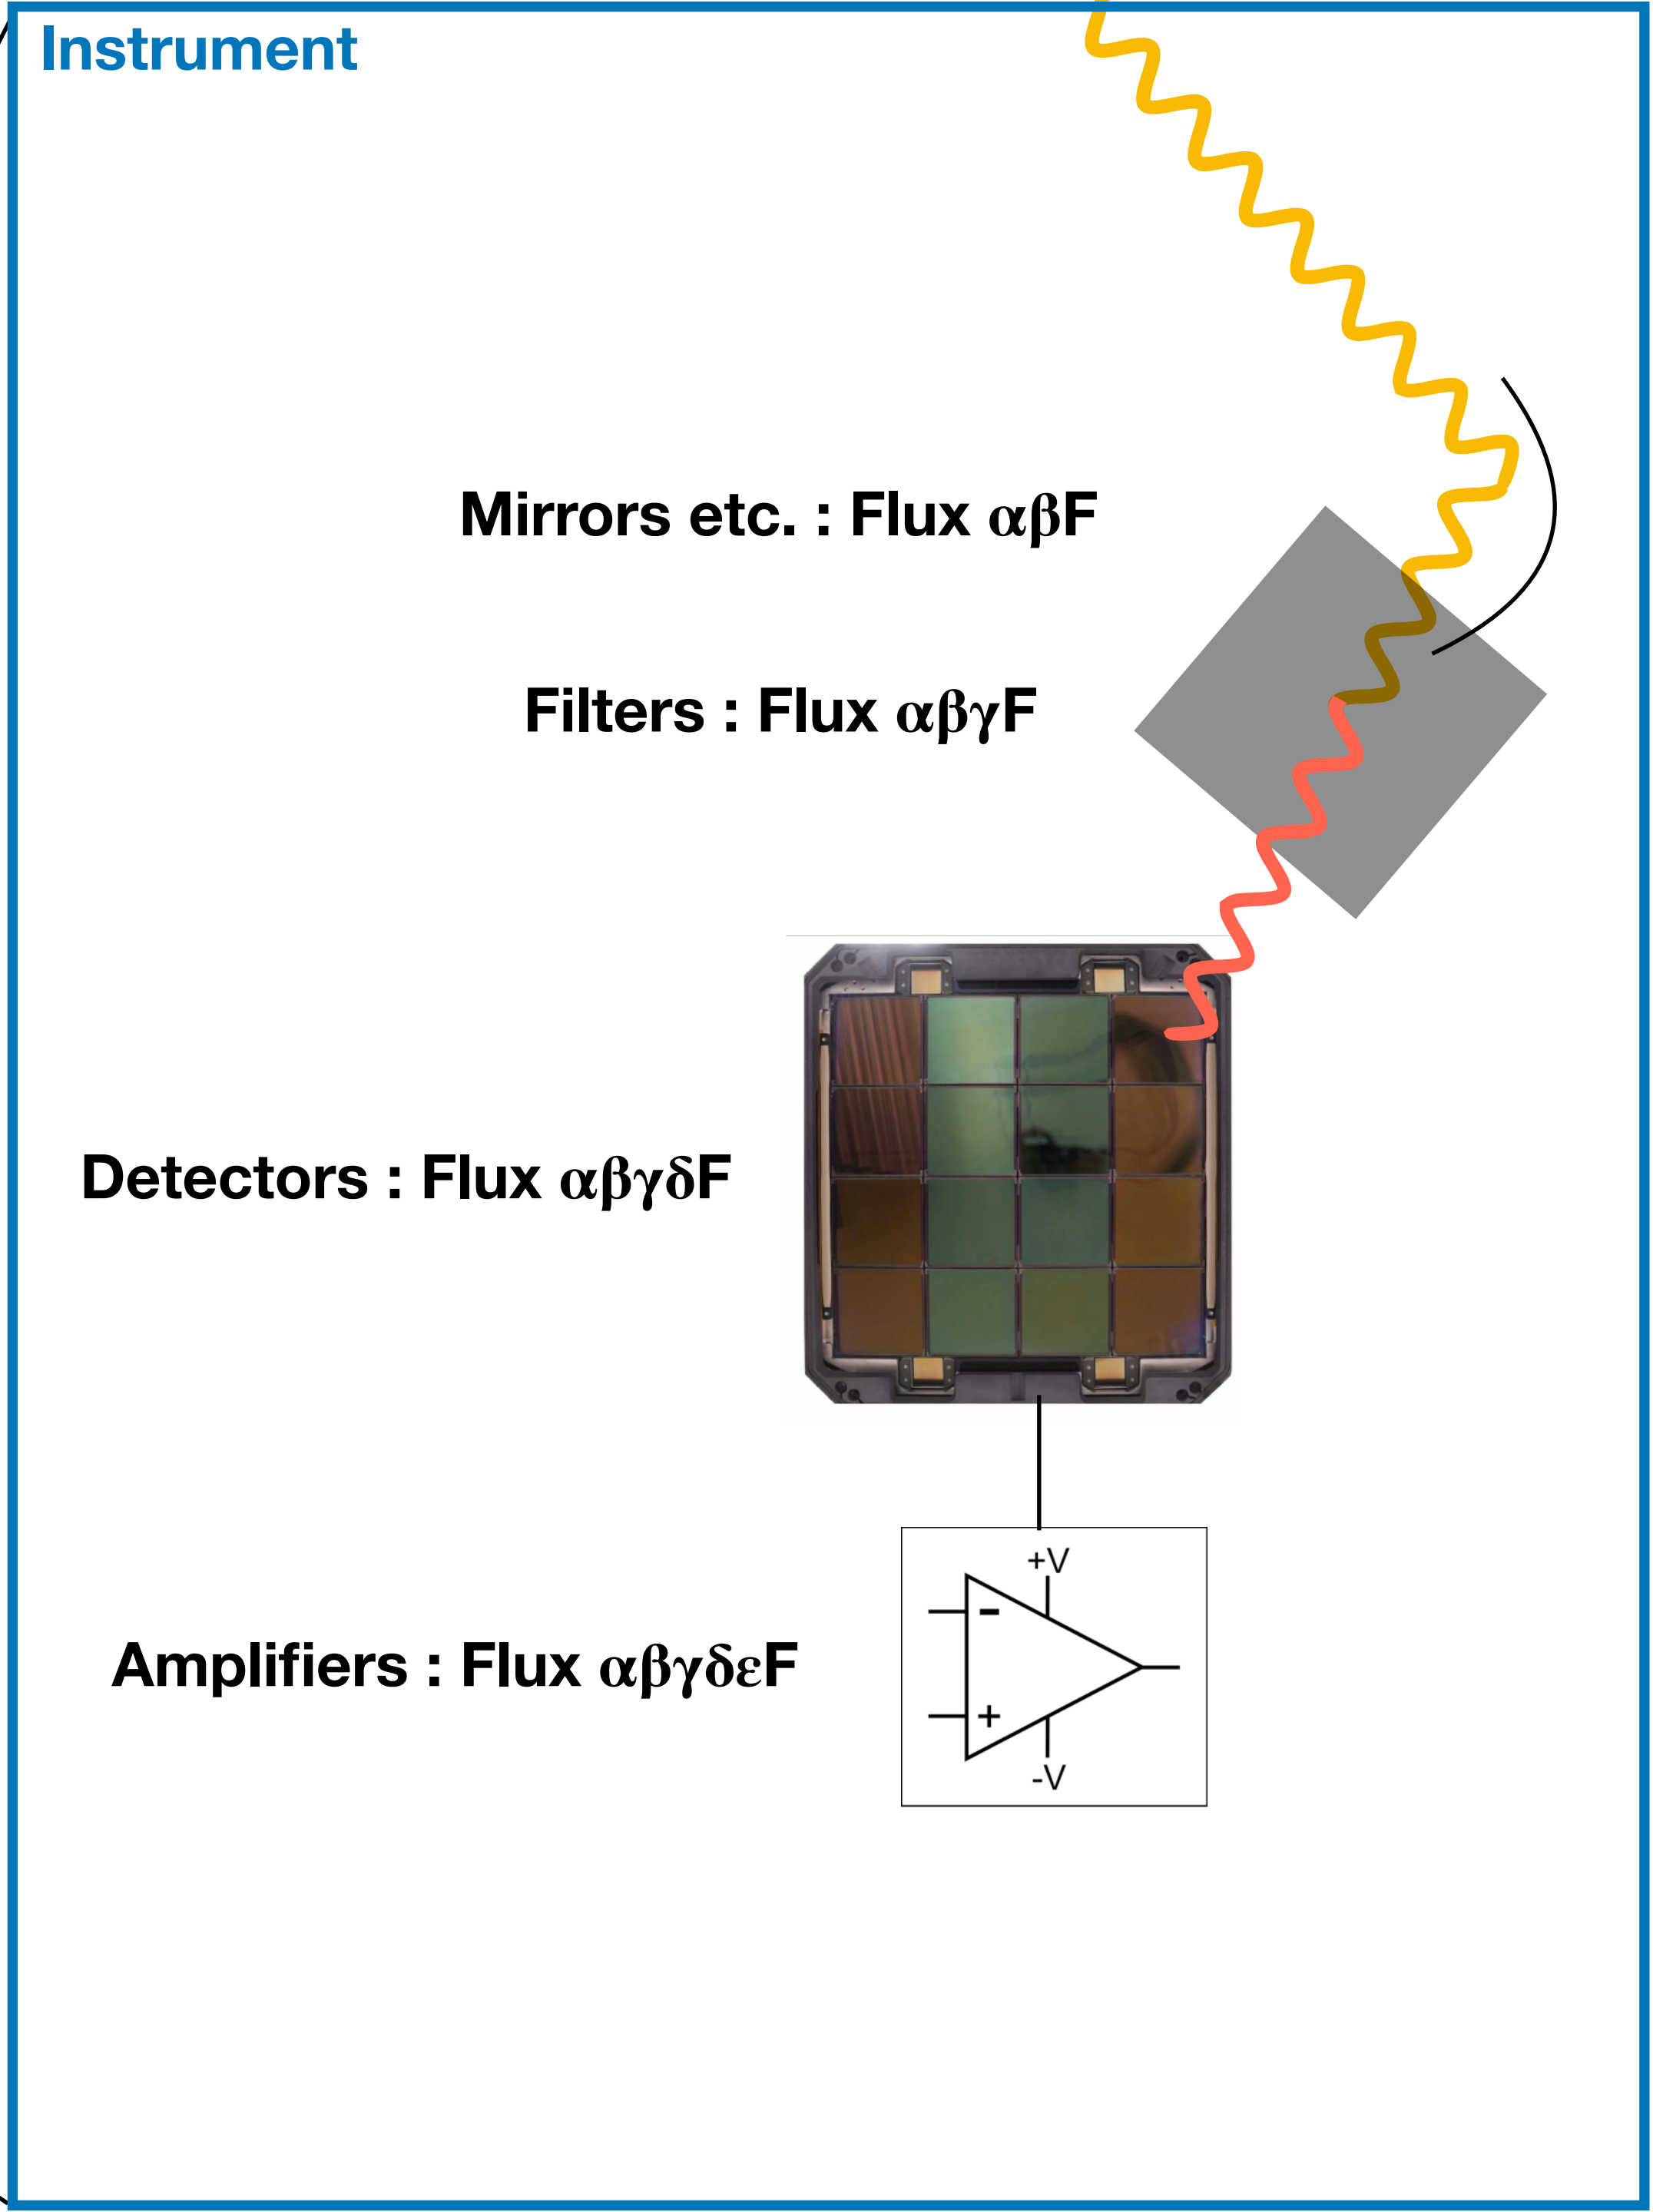 Instrument
Mirrors etc. : Flux αβF
Filters : Flux αβγF
Detectors : Flux αβγδF
Amplifiers : Flux αβγδεF
+V
-
+
-V